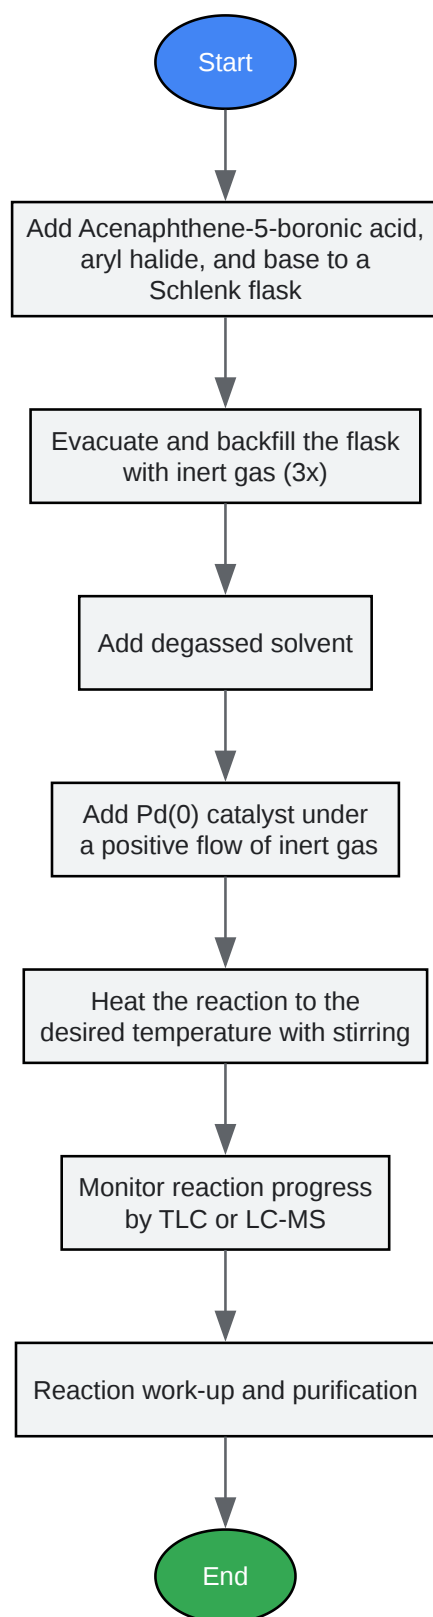 Start
Add Acenaphthene-5-boronic acid,
aryl halide, and base to a
Schlenk flask
Evacuate and backfill the flask
with inert gas (3x)
Add degassed solvent
Add Pd(0) catalyst under
a positive flow of inert gas
Heat the reaction to the
desired temperature with stirring
Monitor reaction progress
by TLC or LC-MS
Reaction work-up and purification
End